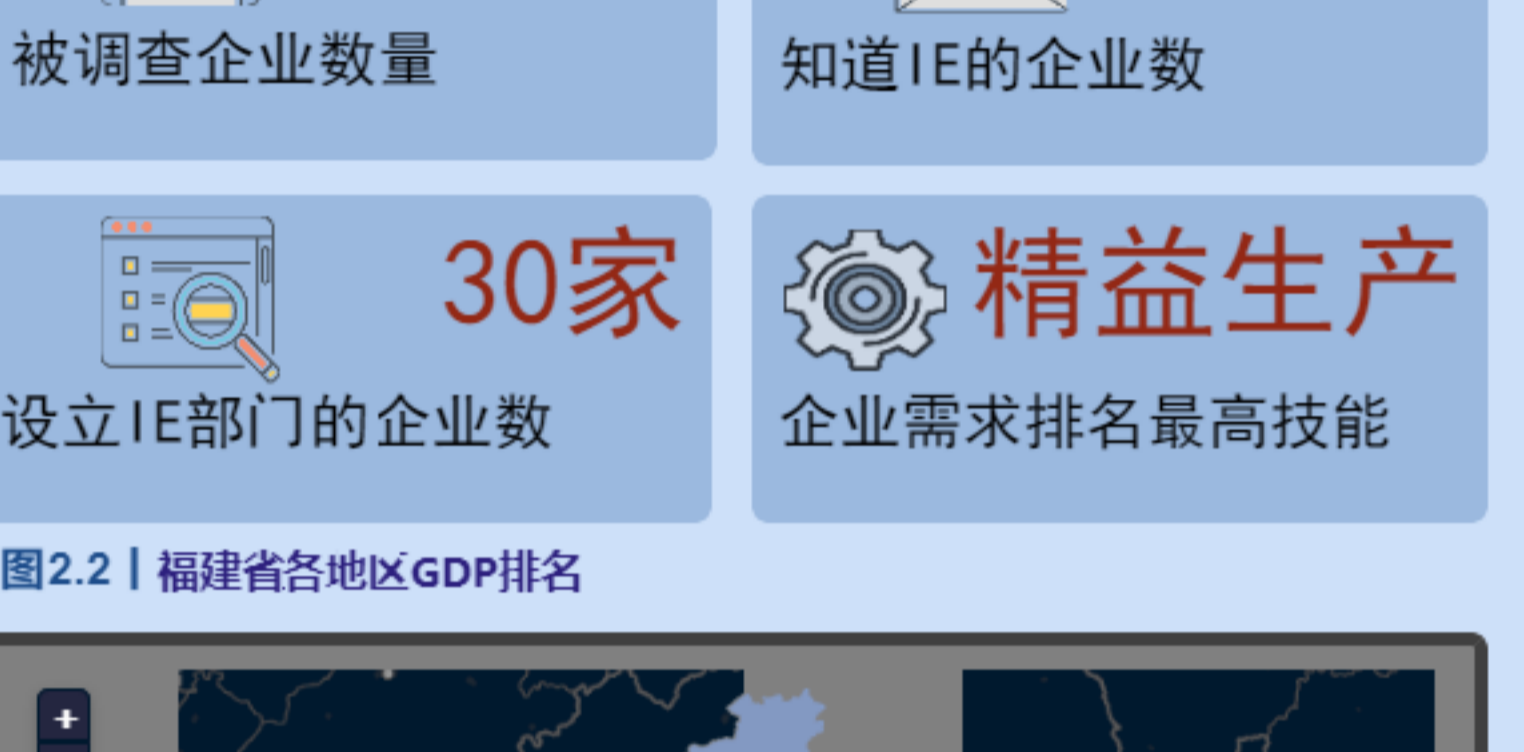 被调查企业数量
知道IE的企业数
30家
设立IE部门的企业数
精益生产
企业需求排名最高技能
图2.2 | 福建省各地区GDP排名
+